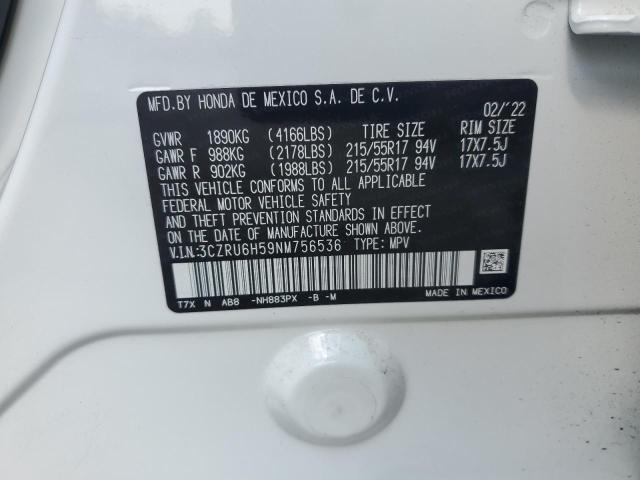 MFD.BY HONDA DE MEXICO S.A. DE C.V.
02/'22
GVWR 1890KG (4166LBS) TIRE SIZE RIM SIZE
GAWR F 988KG (2178LBS) 215/55R17 94V 17X7.5J
GAWR R 902KG (1988LBS) 215/55R17 94V 17X7.5J
THIS VEHICLE CONFORMS TO ALL APPLICABLE
FEDERAL MOTOR VEHICLE SAFETY
AND THEFT PREVENTION STANDARDS IN EFFECT
ON THE DATE OF MANUFACTURE SHOWN ABOVE.
V.I.N.:3CZRU6H59NM756536 TYPE: MPV
T7X N AB8 -NH883PX -B -M
MADE IN MEXICO